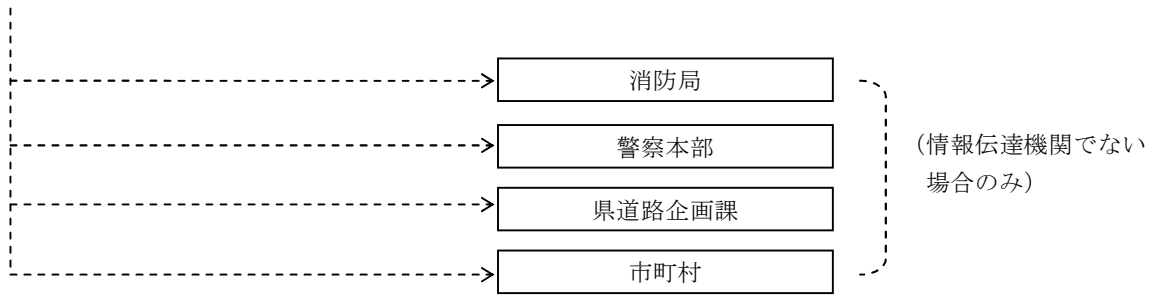 消防局
警察本部
県道路企画課
市町村
（情報伝達機関でない
場合のみ）